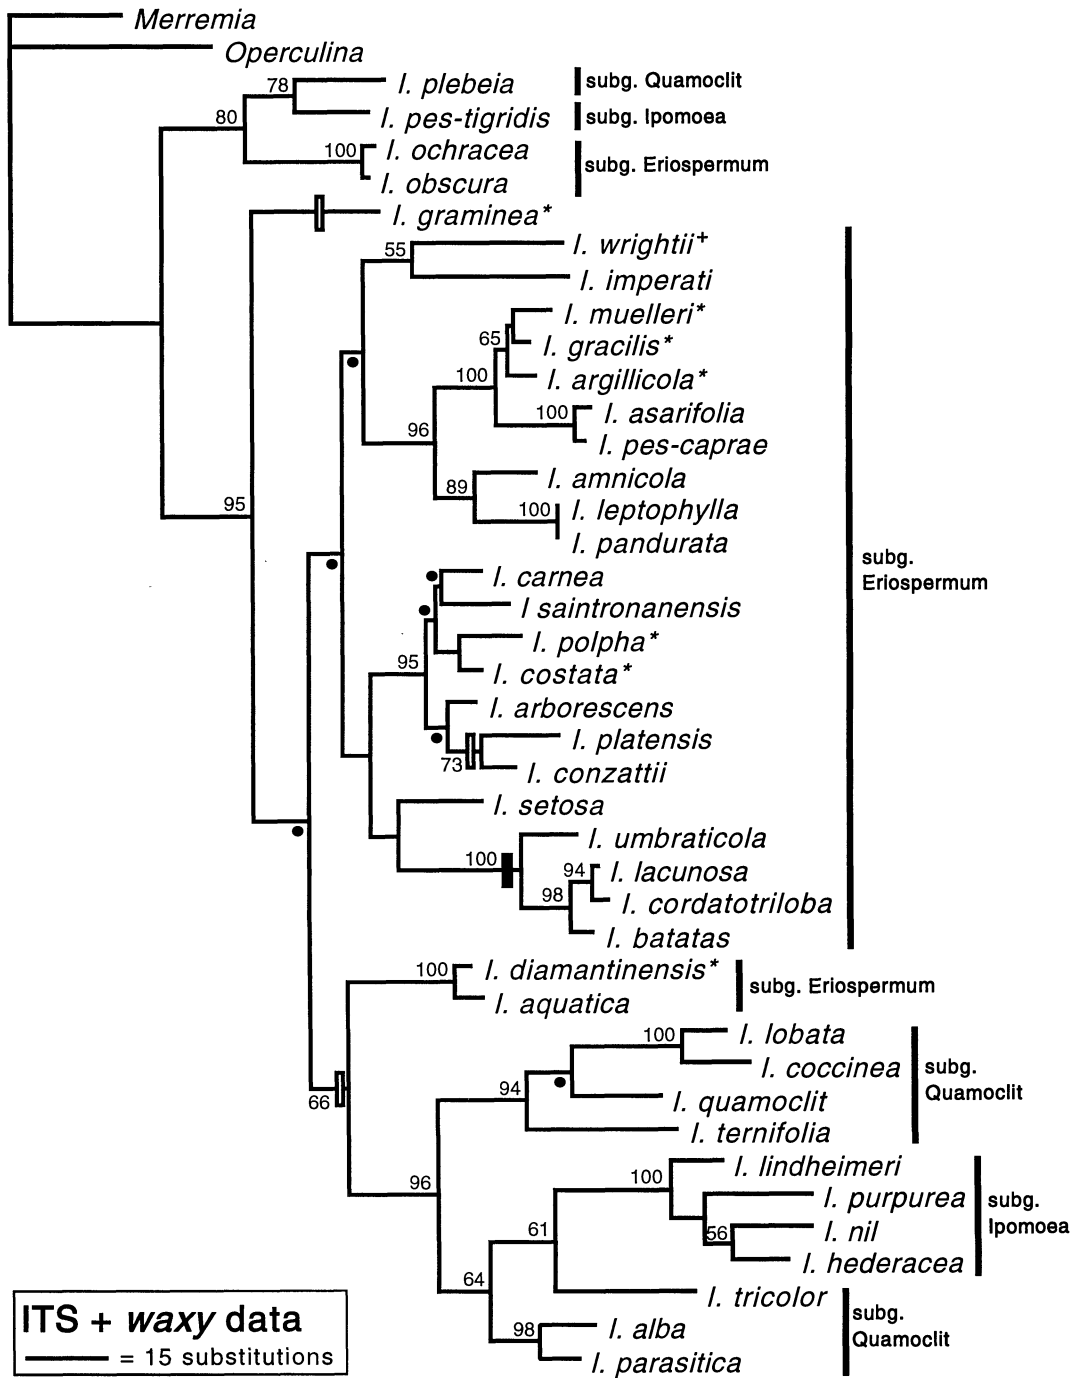 Merremia
Operculina
78
I. plebeia
subg. Quamoclit
80
I. pes-tigridis
subg. Ipomoea
100
I. ochracea
subg. Eriospermum
I. obscura
I. graminea*
55
I. wrightii+
I. imperati
I. muelleri*
65
I. gracilis*
100
I. argillicola*
100
I. asarifolia
96
I. pes-caprae
89
I. amnicola
95
100
I. leptophylla
I. pandurata
subg.
Eriospermum
I. carnea
I saintronanensis
I. polpha*
95
I. costata*
I. arborescens
I. platensis
73
I. conzattii
I. setosa
I. umbraticola
100
94
I. lacunosa
98
I. cordatotriloba
I. batatas
100
I. diamantinensis*
subg. Eriospermum
I. aquatica
100
I. lobata
I. coccinea
subg.
Quamoclit
66
94
I. quamoclit
I. ternifolia
96
100
I. lindheimeri
I. purpurea
subg.
Ipomoea
61
56
I. nil
I. hederacea
64
I. tricolor
subg.
Quamoclit
98
I. alba
I. parasitica
ITS + waxy data
= 15 substitutions